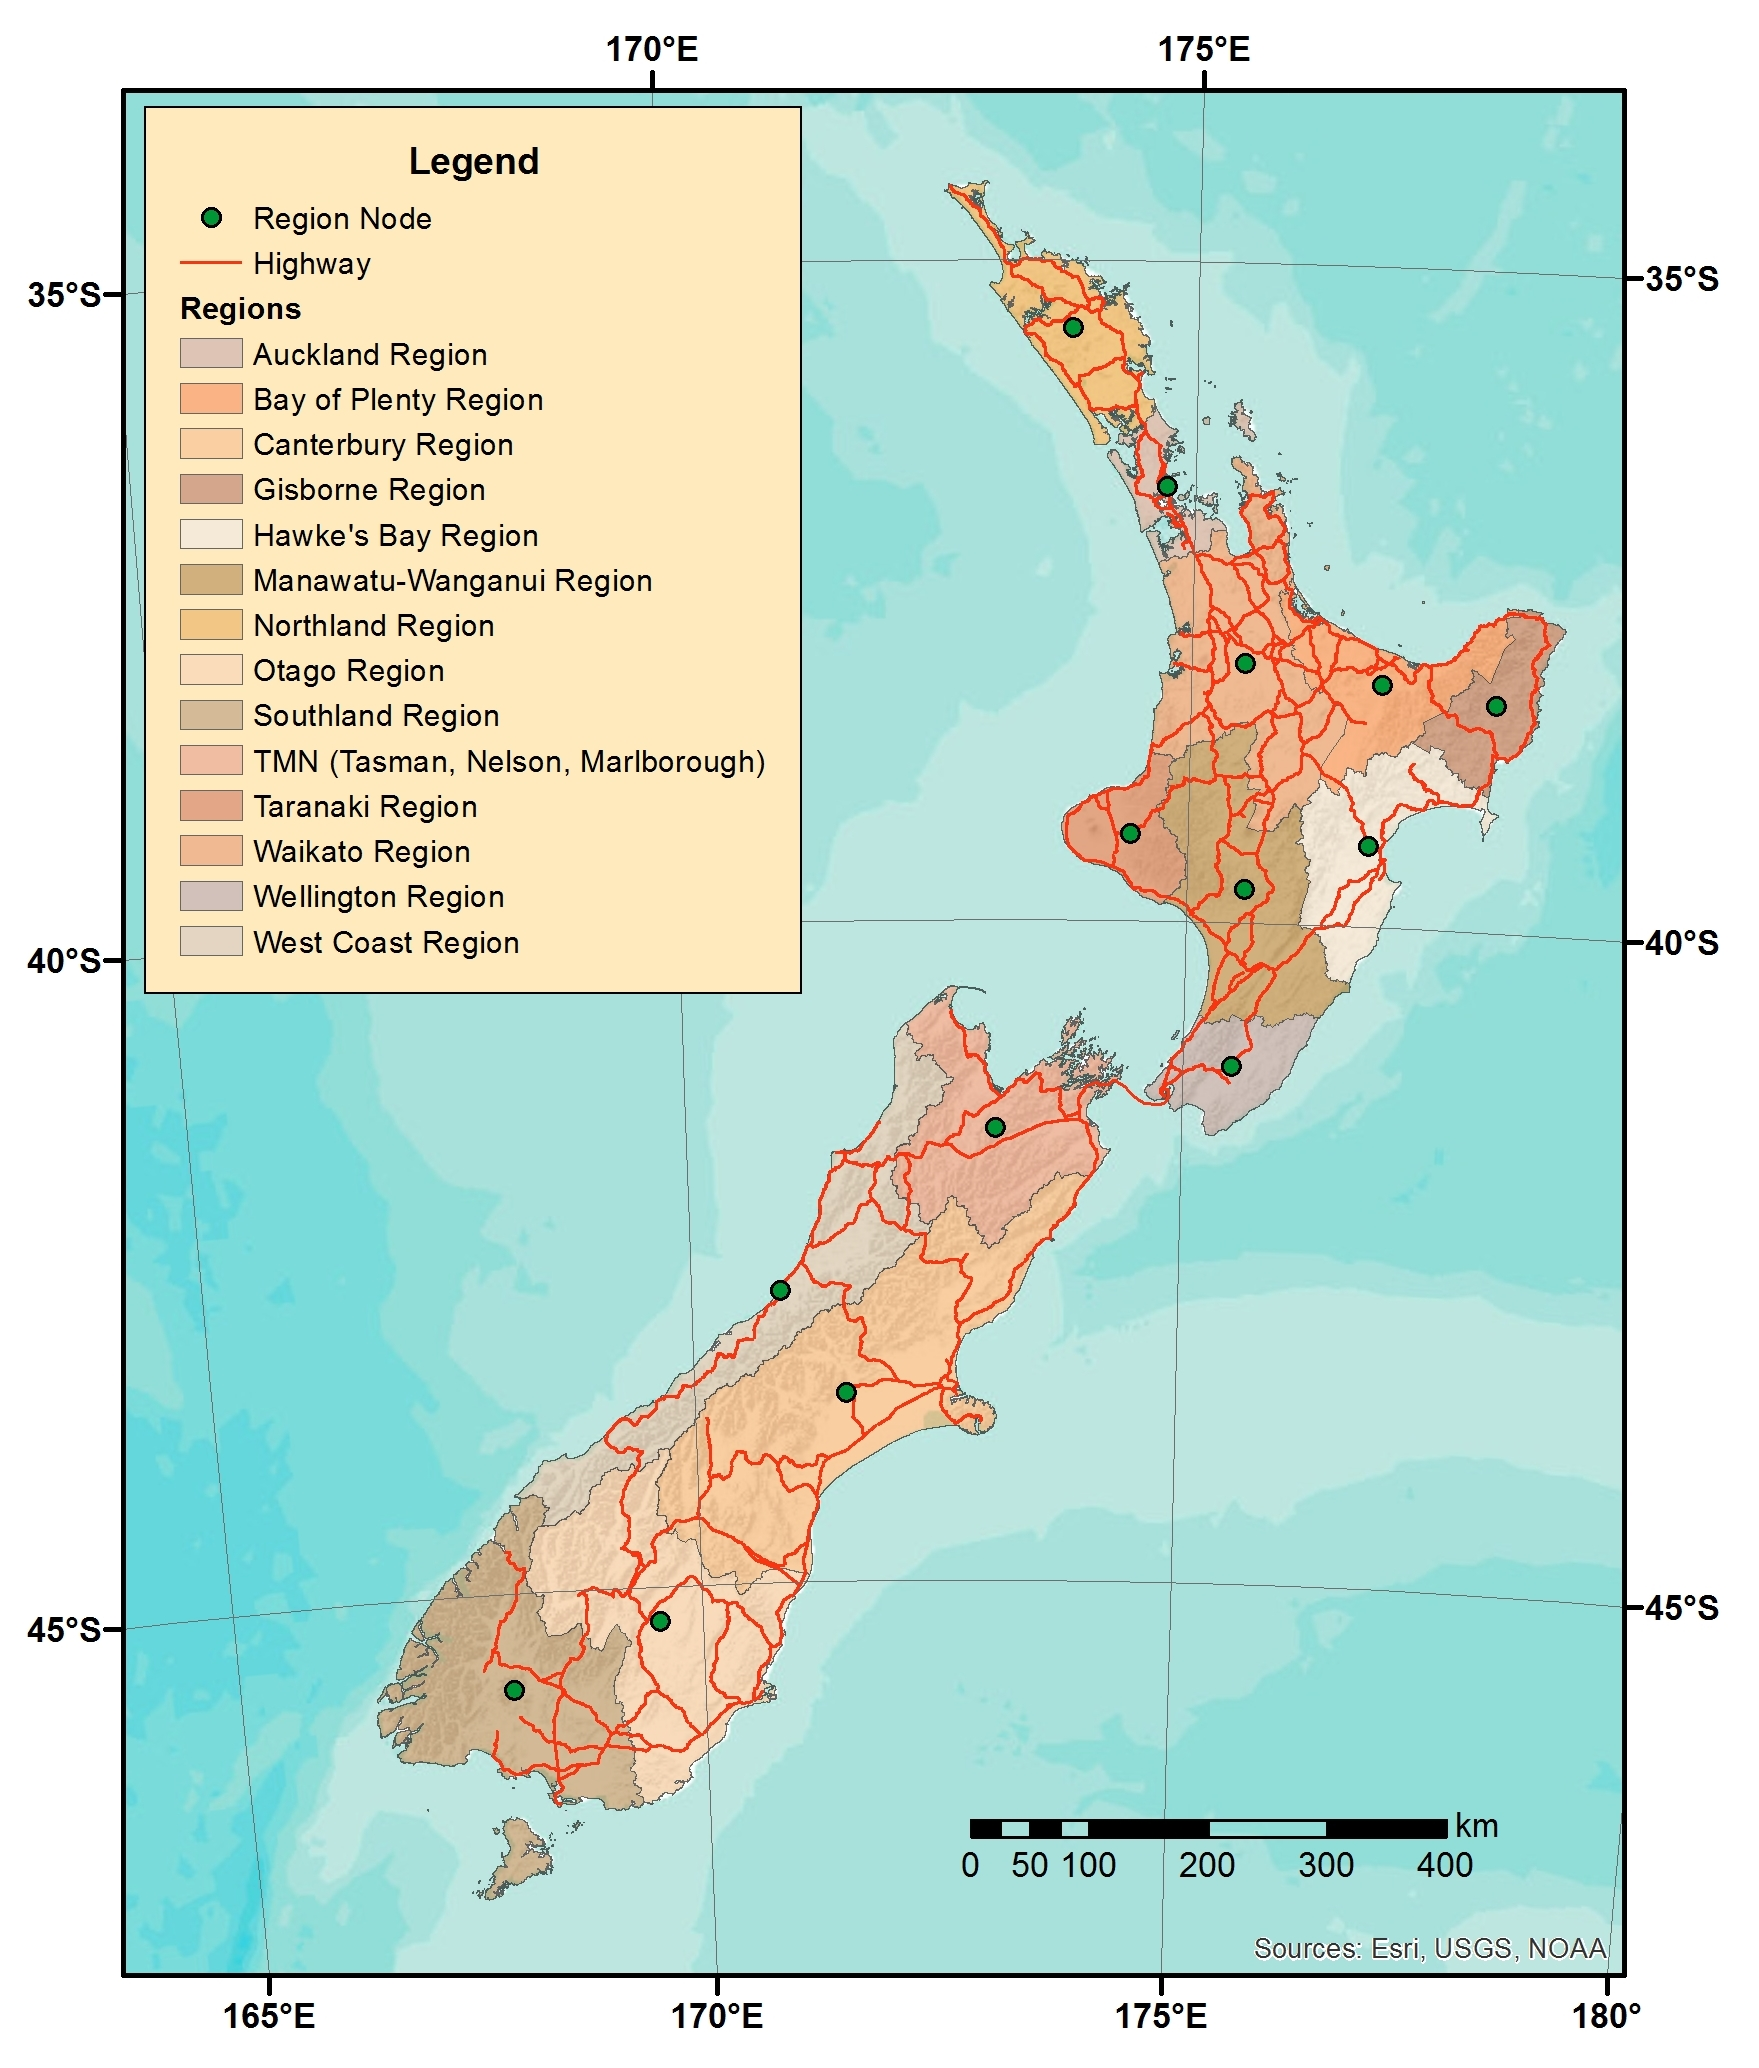 170°E 175°E
Legend
Region Node
Highway
35°S 35°S
Regions
Auckland Region
Bay of Plenty Region
Canterbury Region
Gisborne Region
Hawke's Bay Region
Manawatu-Wanganui Region
Northland Region
Otago Region
Southland Region
TMN (Tasman, Nelson, Marlborough)
Taranaki Region
Waikato Region
Wellington Region
West Coast Region
40°S 40°S
45°S 45°S
km
0 50 100 200 300 400
Sources: Esri, USGS, NOAA
165°E 170°E 175°E 180°